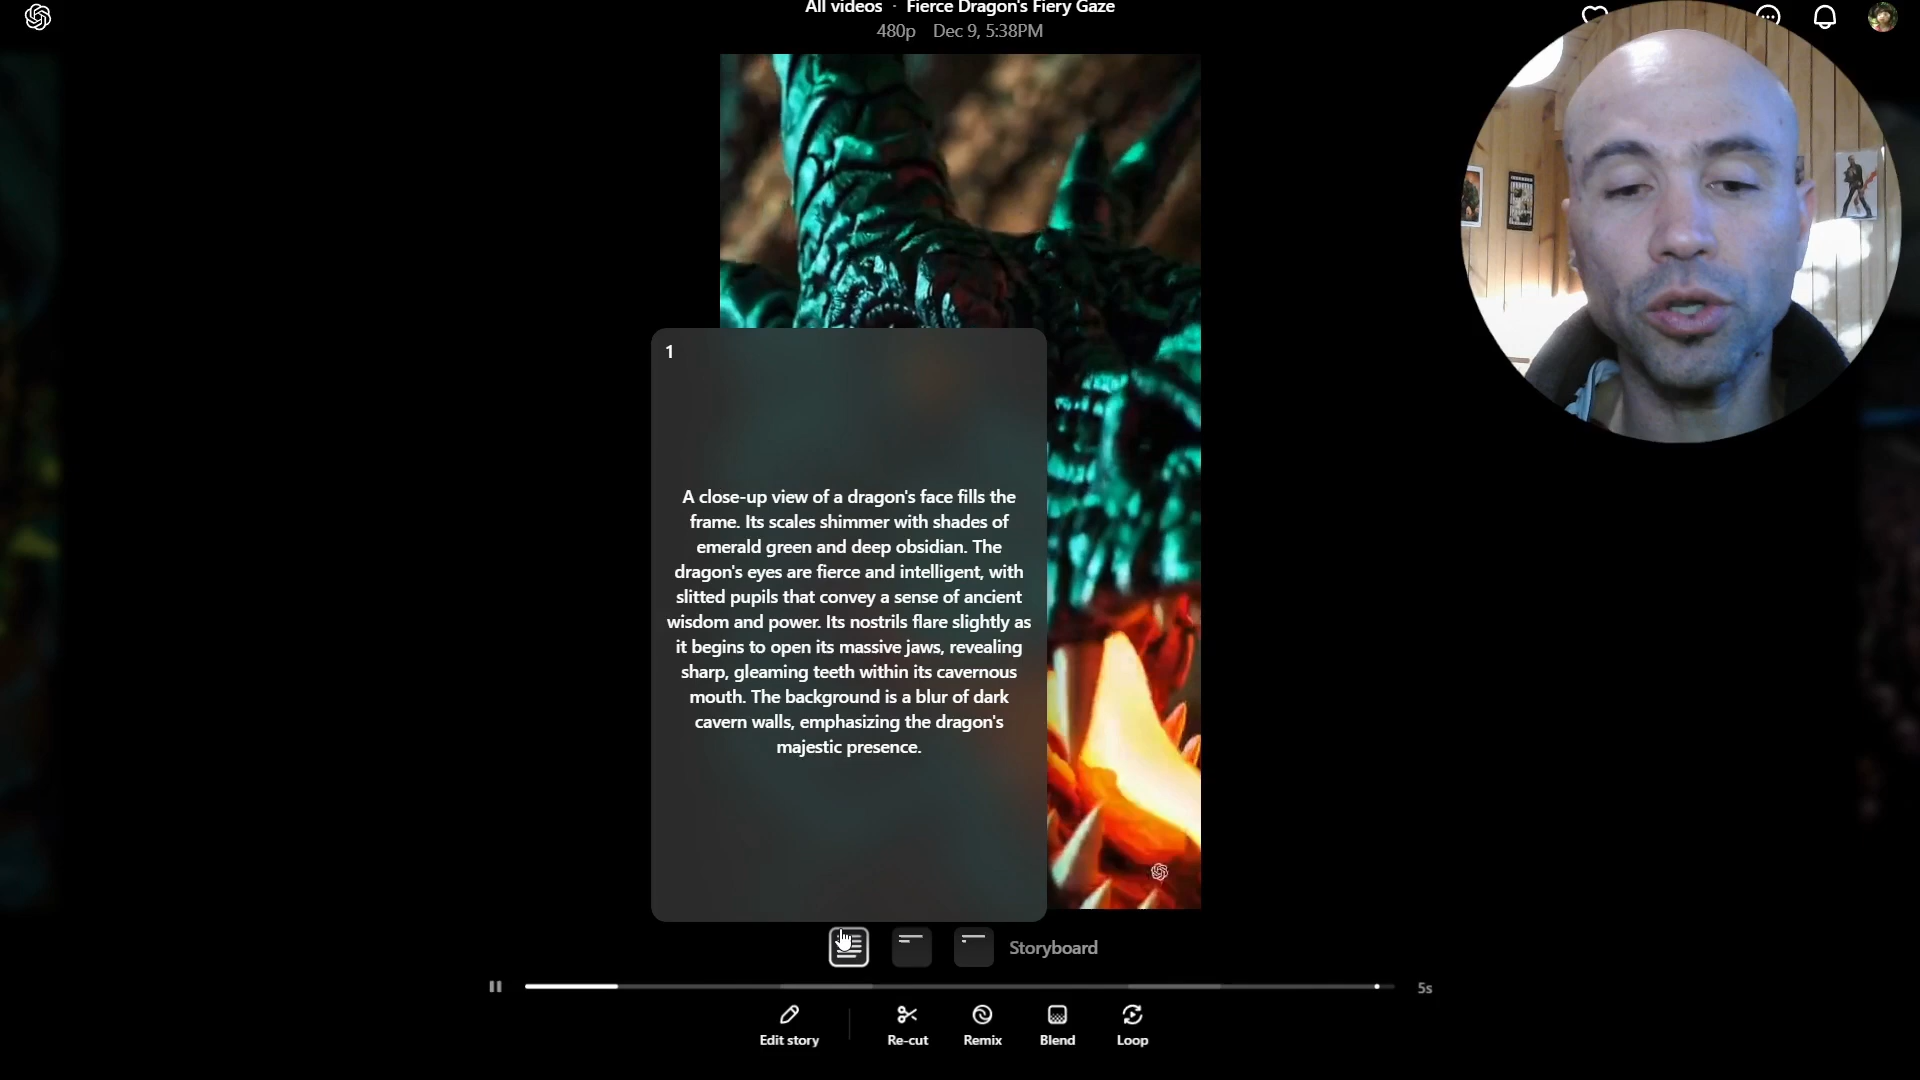 All videos · Fierce Dragon's Fiery Gaze
480p Dec 9, 5:38PM
1
A close-up view of a dragon's face fills the
frame. Its scales shimmer with shades of
emerald green and deep obsidian. The
dragon's eyes are fierce and intelligent, with
slitted pupils that convey a sense of ancient
wisdom and power. Its nostrils flare slightly as
it begins to open its massive jaws, revealing
sharp, gleaming teeth within its cavernous
mouth. The background is a blur of dark
cavern walls, emphasizing the dragon's
majestic presence.
Storyboard
5s
Edit story
Re-cut
Remix
Blend
Loop